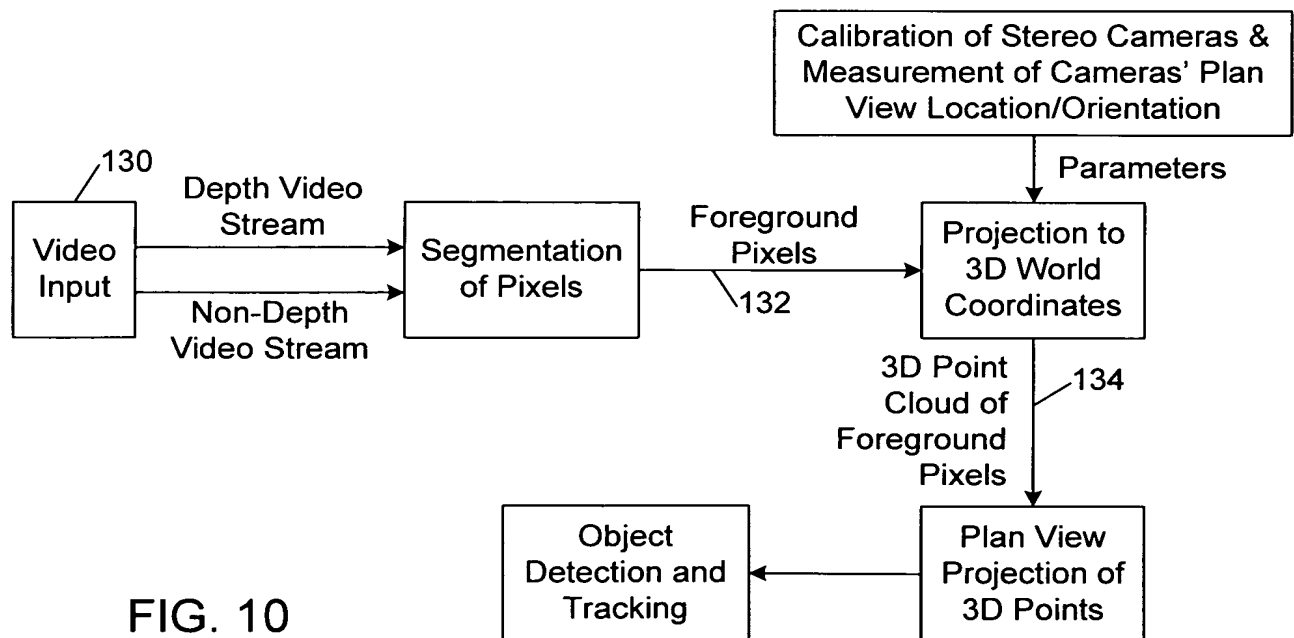 Calibration of Stereo Cameras &
Measurement of Cameras' Plan
View Location/Orientation
Parameters
130
Video
Input
Depth Video
Stream
Non-Depth
Video Stream
Segmentation
of Pixels
Foreground
Pixels
132
Projection to
3D World
Coordinates
3D Point
Cloud of
Foreground
Pixels
134
Plan View
Projection of
3D Points
Object
Detection and
Tracking
FIG. 10